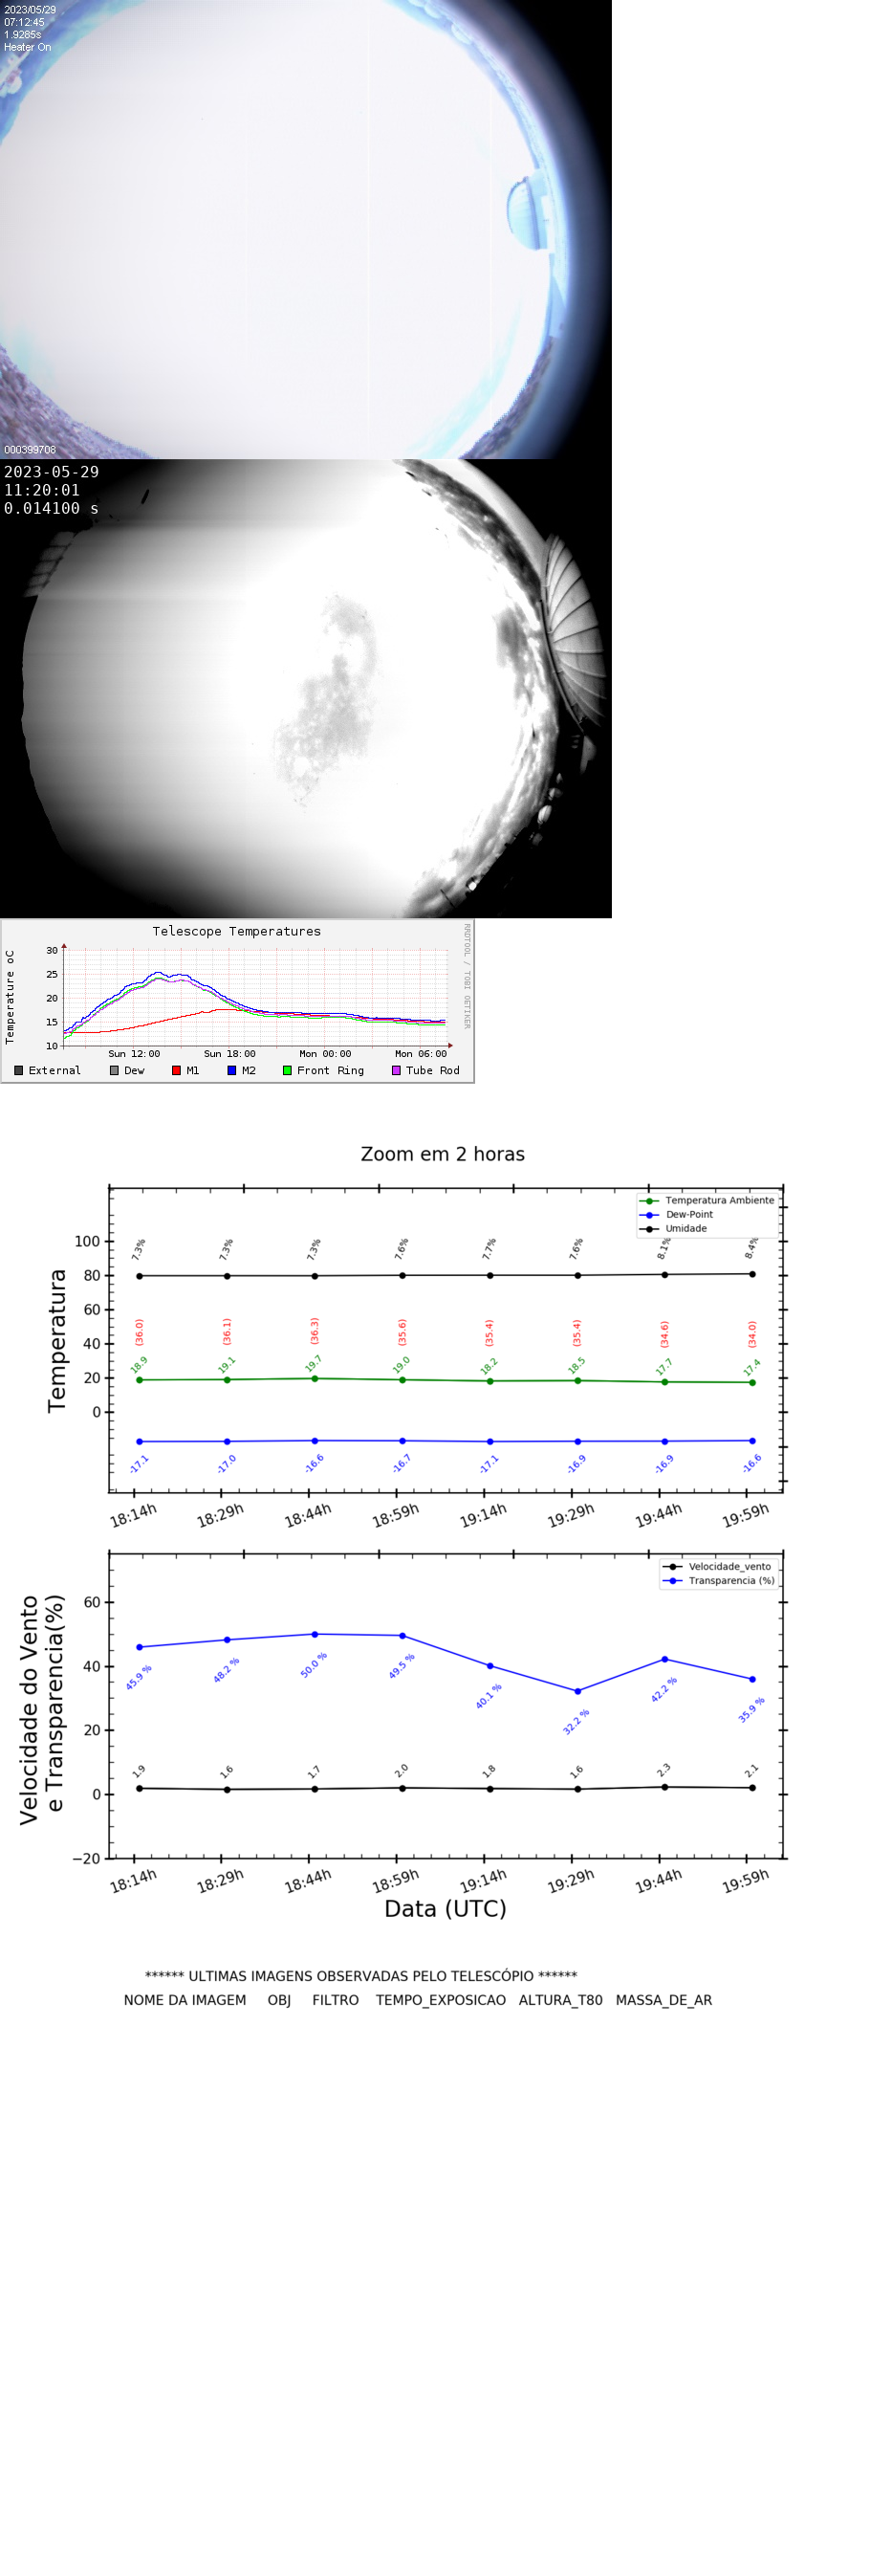 2023/05/29
07:12:45
1.9285s
Heater On
000399708
2023-05-29
11:20:01
0.014100 s
Telescope Temperatures
Temperature oC
30
25
20
15
10
Sun 12:00 Sun 18:00 Mon 00:00 Mon 06:00
External Dew M1 M2 Front Ring Tube Rod
RRDTOOL / TOBI OETIKER
Zoom em 2 horas
Temperatura
Temperatura Ambiente
Dew-Point
Umidade
100
80
60
40
20
0
7.3% 7.3% 7.3% 7.6% 7.7% 7.6% 8.1% 8.4%
(36.0) (36.1) (36.3) (35.6) (35.4) (35.4) (34.6) (34.0)
18.9 19.1 19.7 19.0 18.2 18.5 17.7 17.4
-17.1 -17.0 -16.6 -16.7 -17.1 -16.9 -16.9 -16.6
18:14h 18:29h 18:44h 18:59h 19:14h 19:29h 19:44h 19:59h
Velocidade do Vento
e Transparencia(%)
Velocidade_vento
Transparencia (%)
60
40
20
0
−20
45.9 % 48.2 % 50.0 % 49.5 % 40.1 % 32.2 % 42.2 % 35.9 %
1.9 1.6 1.7 2.0 1.8 1.6 2.3 2.1
18:14h 18:29h 18:44h 18:59h 19:14h 19:29h 19:44h 19:59h
Data (UTC)
****** ULTIMAS IMAGENS OBSERVADAS PELO TELESCÓPIO ******
NOME DA IMAGEM OBJ FILTRO TEMPO_EXPOSICAO ALTURA_T80 MASSA_DE_AR